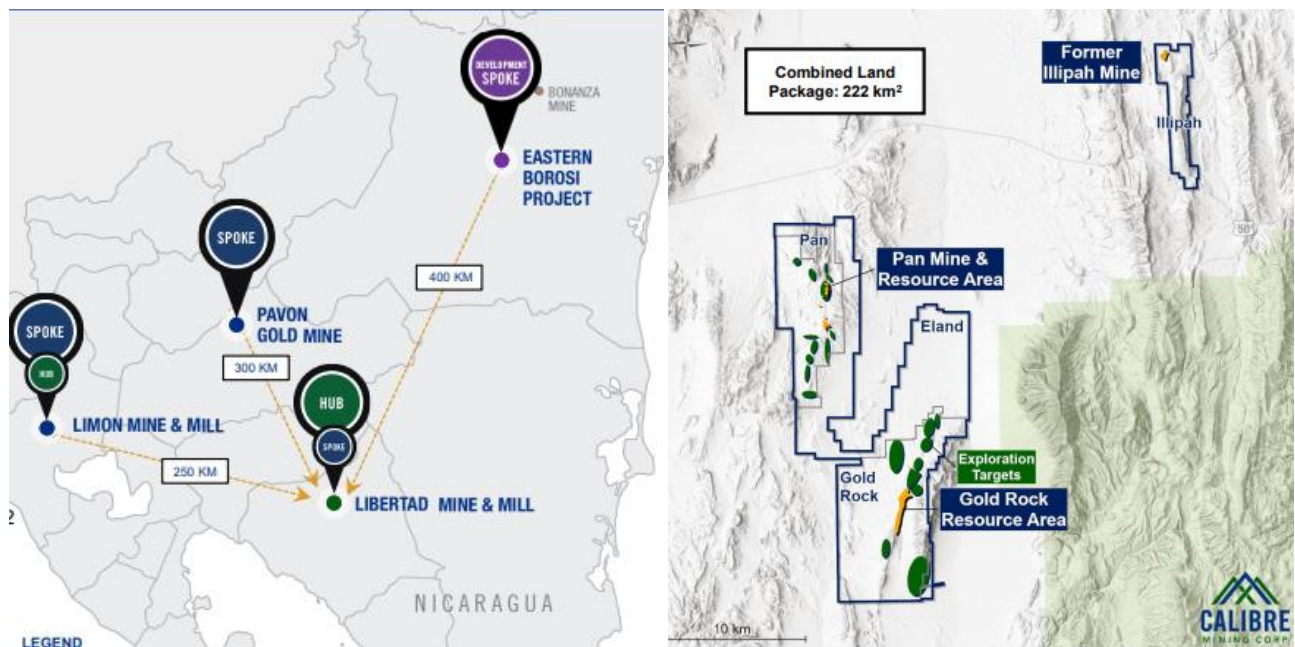 DEVELOPMENT
SPOKE
BONANZA
MINE
EASTERN
BOROSI
PROJECT
SPOKE
400 KM
PAVON
GOLD MINE
SPOKE
HUB
300 KM
HUB
SPOKE
LIMON MINE & MILL
250 KM
LIBERTAD MINE & MILL
2
NICARAGUA
LEGEND
Combined Land
Package: 222 km²
Former
Illipah Mine
Illipah
50
Pan
Pan Mine &
Resource Area
Eland
Exploration
Targets
Gold
Rock
Gold Rock
Resource Area
10 km
CALIBRE
MINING CORP